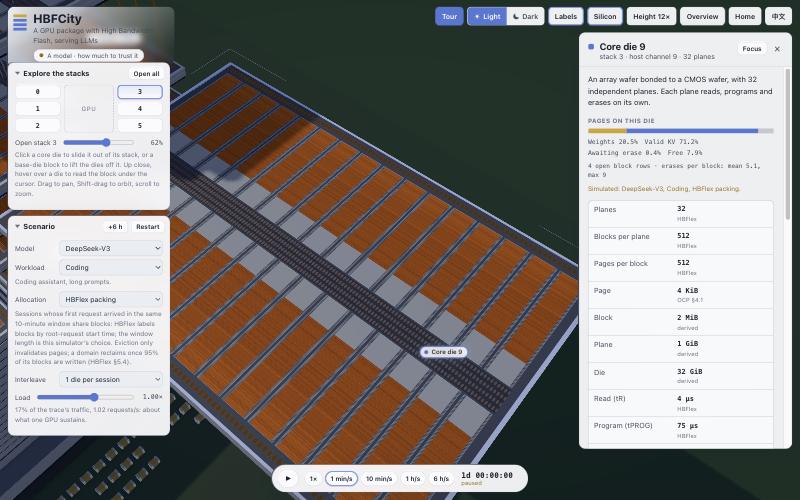 HBFCity
A GPU package with High Bandwidth
Flash, serving LLMs
A model · how much to trust it
Tour
Light
Dark
Labels
Silicon
Height 12×
Overview
Home
中文
Explore the stacks
Open all
0
GPU
3
1
4
2
5
Open stack 3
62%
Click a core die to slide it out of its stack, or a
base-die block to lift the dies off it. Up close,
hover over a die to read the block under the
cursor. Drag to pan, Shift-drag to orbit, scroll to
zoom.
Scenario
+6 h
Restart
Model
DeepSeek-V3
Workload
Coding
Coding assistant, long prompts.
Allocation
HBFlex packing
Sessions whose first request arrived in the same
10-minute window share blocks: HBFlex labels
blocks by root-request start time; the window
length is this simulator's choice. Eviction only
invalidates pages; a domain reclaims once 95%
of its blocks are written (HBFlex §5.4).
Interleave
1 die per session
Load
1.00×
17% of the trace's traffic, 1.02 requests/s: about
what one GPU sustains.
Core die 9
1×
1 min/s
10 min/s
1 h/s
6 h/s
1d 00:00:00
paused
Core die 9
stack 3 · host channel 9 · 32 planes
Focus
×
An array wafer bonded to a CMOS wafer, with 32
independent planes. Each plane reads, programs and
erases on its own.
PAGES ON THIS DIE
Weights 20.5% Valid KV 71.2%
Awaiting erase 0.4% Free 7.9%
4 open block rows · erases per block: mean 5.1,
max 9
Simulated: DeepSeek-V3, Coding, HBFlex packing.
Planes
32
HBFlex
Blocks per plane
512
HBFlex
Pages per block
512
HBFlex
Page
4 KiB
OCP §4.1
Block
2 MiB
derived
Plane
1 GiB
derived
Die
32 GiB
derived
Read (tR)
4 µs
HBFlex
Program (tPROG)
75 µs
HBFlex